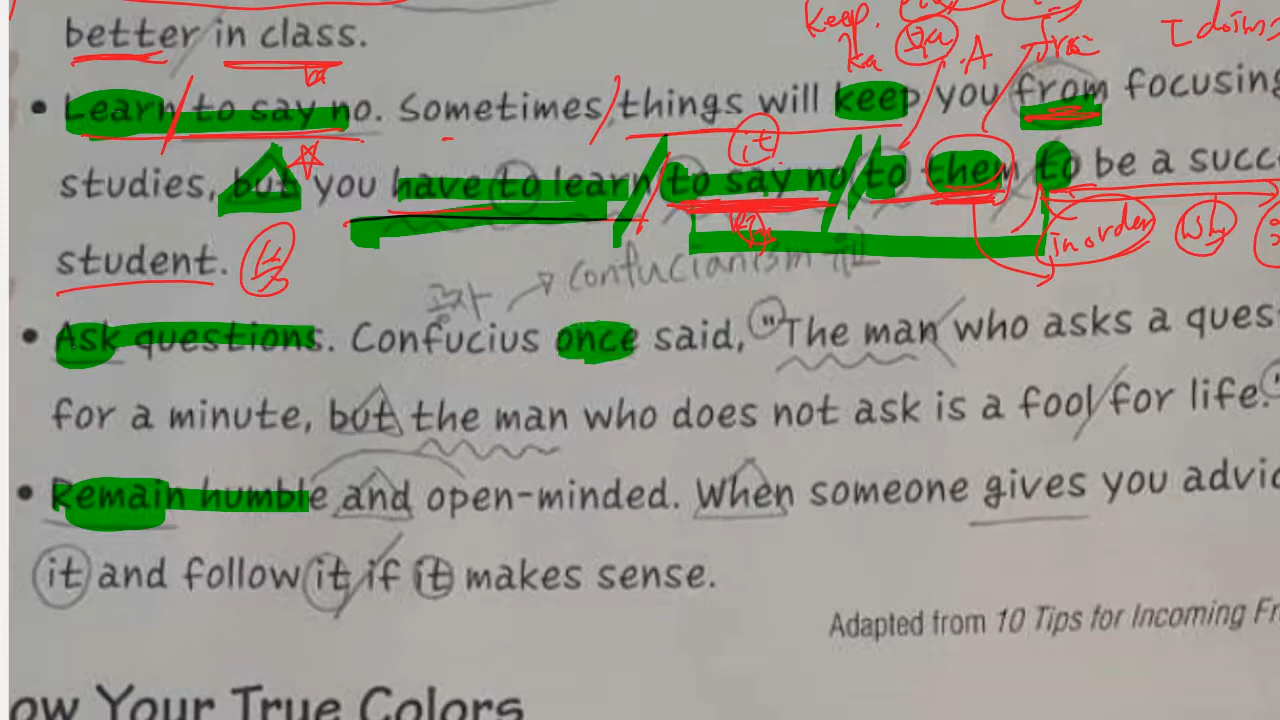 better in class.
keep.
• Learn to say no. Sometimes things will keep you from focusing
it
studies, but you have to learn to say no to them to be a succ
in order why
student.
confucianism
• Ask questions. Confucius once said, "The man who asks a ques
for a minute, but the man who does not ask is a fool for life."
• Remain humble and open-minded. When someone gives you advic
it and follow it if it makes sense.
Adapted from 10 Tips for Incoming Fr
ow Your True Colors